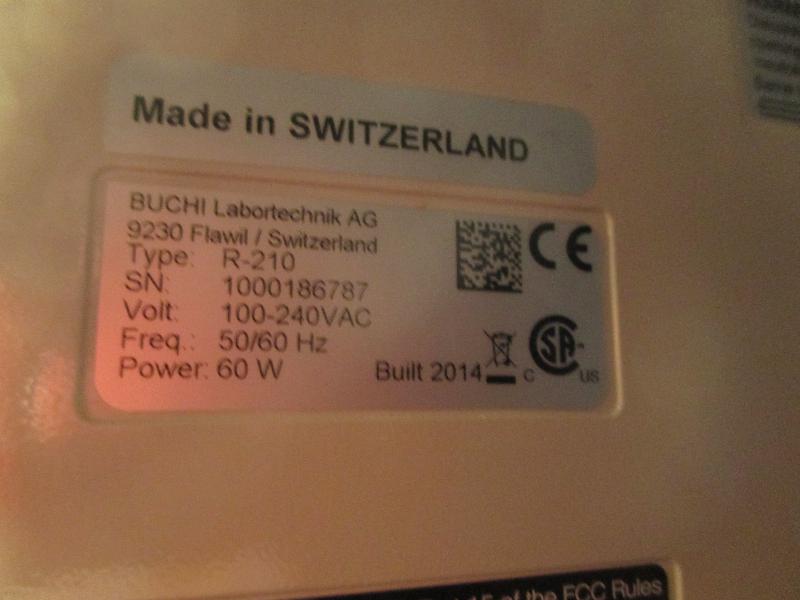 Made in SWITZERLAND
BUCHI Labortechnik AG
9230 Flawil / Switzerland
Type: R-210
SN: 1000186787
Volt: 100-240VAC
Freq.: 50/60 Hz
Power: 60 W
Built 2014
CE
C SA US
of the FCC Rules